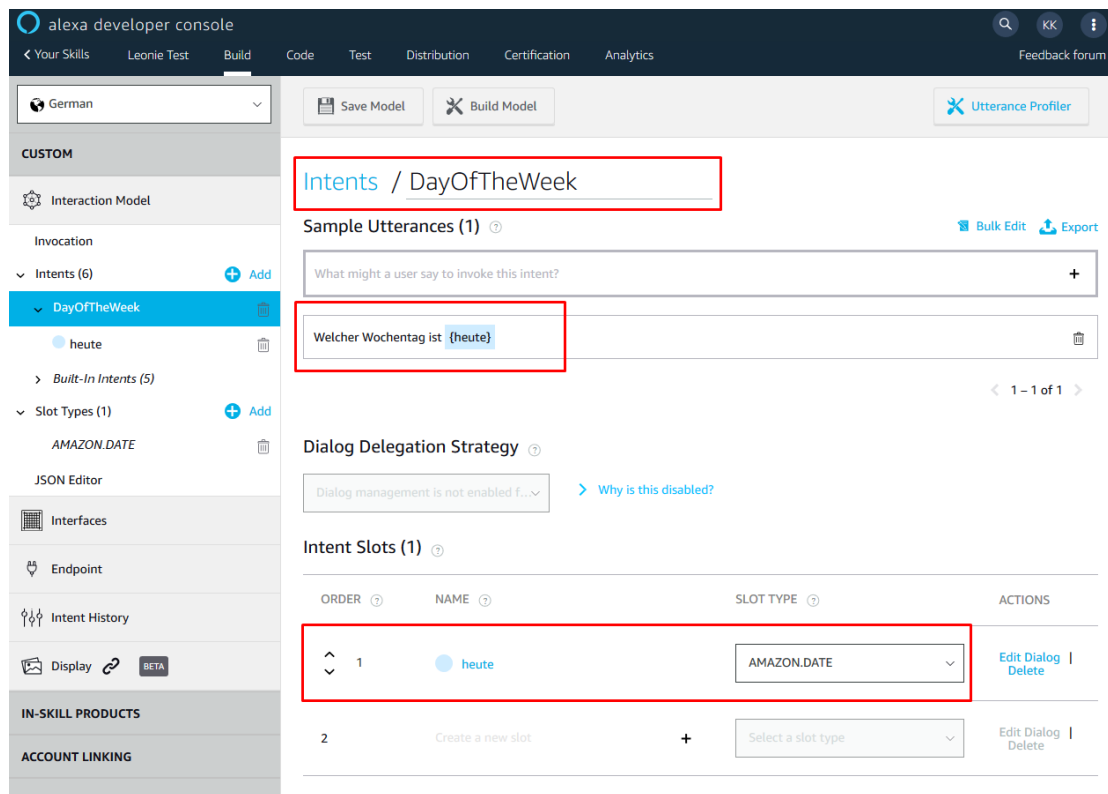 alexa developer console
KK
Your Skills Leonie Test Build Code Test Distribution Certification Analytics Feedback forum
German
CUSTOM
Interaction Model
Invocation
Intents (6) Add
DayOfTheWeek
heute
Built-In Intents (5)
Slot Types (1) Add
AMAZON.DATE
JSON Editor
Interfaces
Endpoint
Intent History
Display BETA
IN-SKILL PRODUCTS
ACCOUNT LINKING
Save Model Build Model Utterance Profiler
Intents / DayOfTheWeek
Sample Utterances (1) ? Bulk Edit Export
What might a user say to invoke this intent? +
Welcher Wochentag ist {heute}
< 1 – 1 of 1 >
Dialog Delegation Strategy ?
Dialog management is not enabled f... Why is this disabled?
Intent Slots (1) ?
ORDER ? NAME ? SLOT TYPE ? ACTIONS
1 heute AMAZON.DATE Edit Dialog |
Delete
2 Create a new slot + Select a slot type Edit Dialog |
Delete